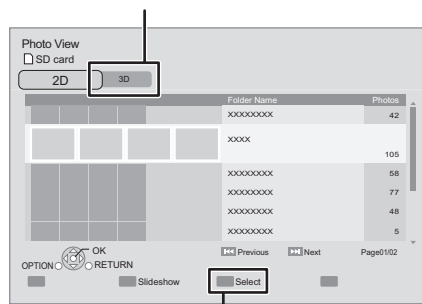 Photo View
SD card
2D 3D
Folder Name Photos
XXXXXXXX 42
XXXX 105
XXXXXXXX 58
XXXXXXXX 77
XXXXXXXX 48
XXXXXXXX 5
OK
OPTION RETURN
Previous Next Page01/02
Slideshow Select